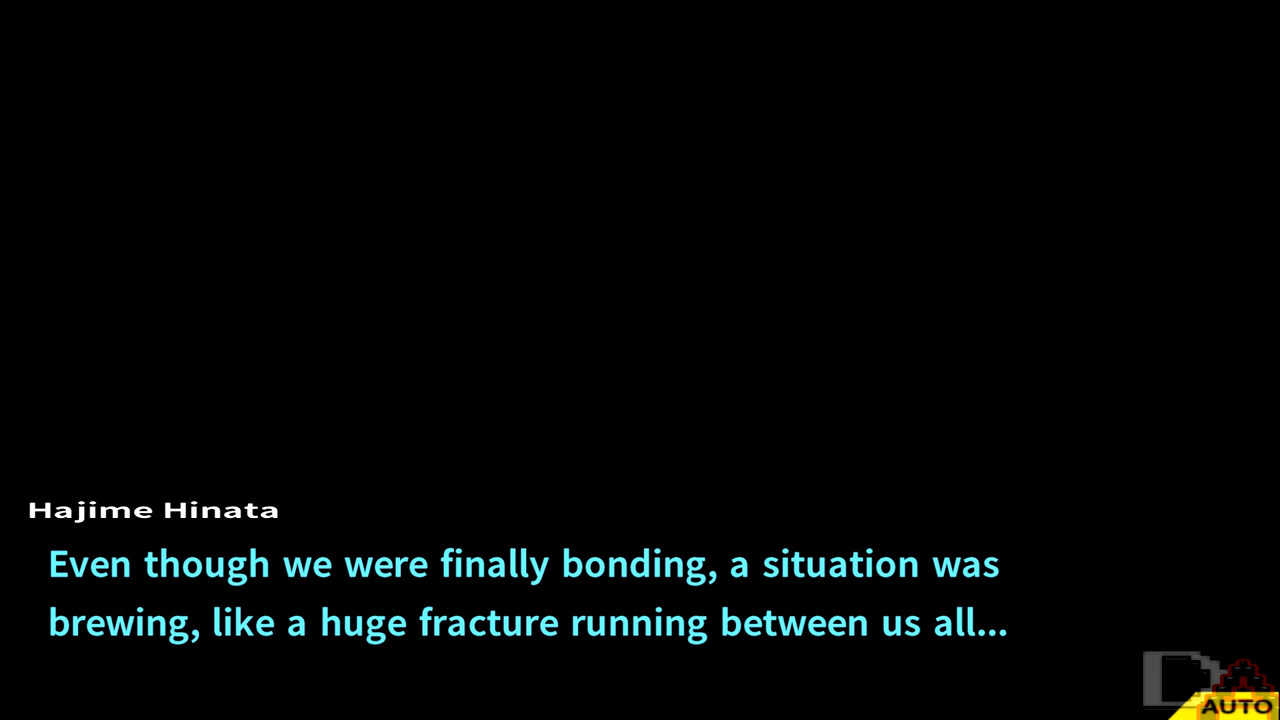 Hajime Hinata
Even though we were finally bonding, a situation was
brewing, like a huge fracture running between us all...
AUTO